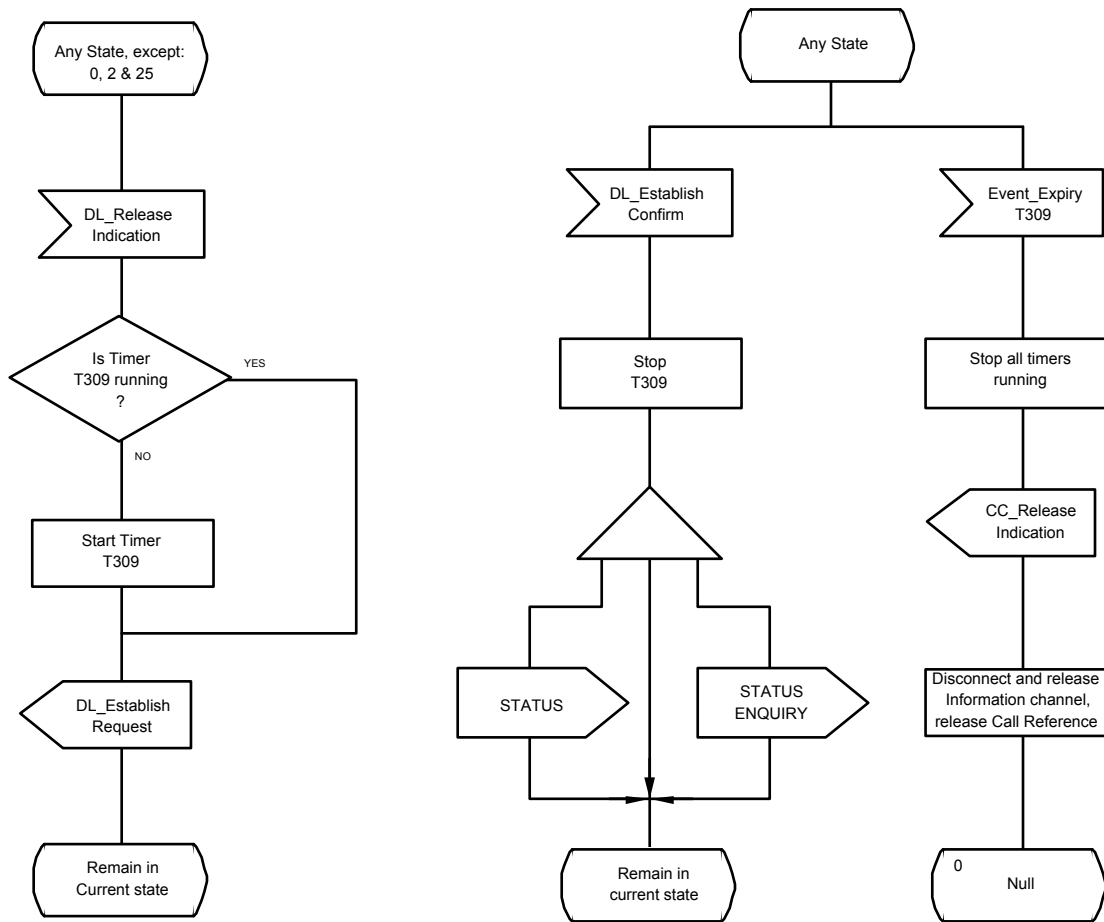 Any State, except:
0, 2 & 25
DL_Release
Indication
Is Timer
T309 running
?
YES
NO
Start Timer
T309
DL_Establish
Request
Remain in
Current state
Any State
DL_Establish
Confirm
Stop
T309
STATUS
STATUS
ENQUIRY
Remain in
current state
Event_Expiry
T309
Stop all timers
running
CC_Release
Indication
Disconnect and release
Information channel,
release Call Reference
0
Null